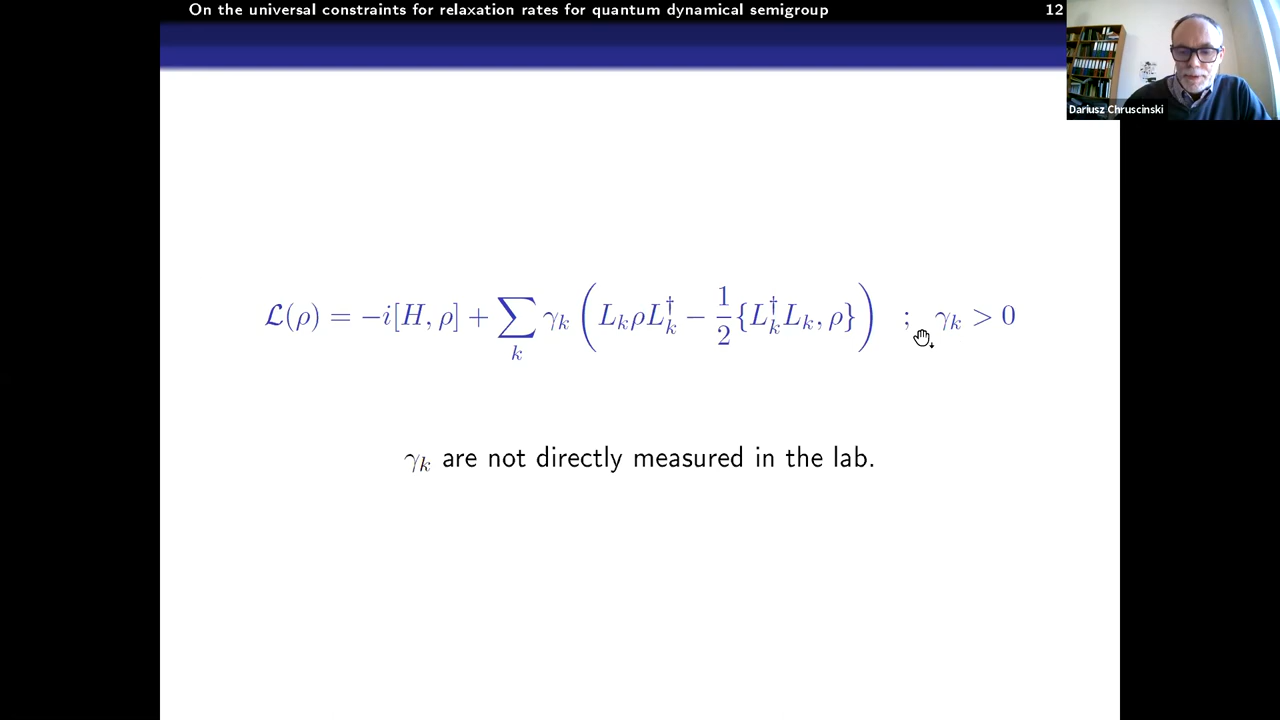 On the universal constraints for relaxation rates for quantum dynamical semigroup 12
Dariusz Chruscinski
ℒ(ρ) = −i[H, ρ] + ∑_k γ_k ( L_k ρ L_k^† − 1/2 {L_k^† L_k, ρ} ) ; γ_k > 0
γ_k are not directly measured in the lab.